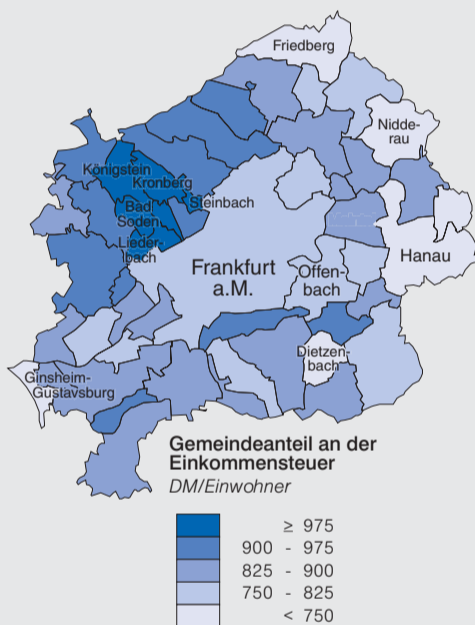 Friedberg
Nidde-
rau
Königstein
Kronberg
Bad
Soden
Steinbach
Lieder-
bach
Frankfurt
a.M.
Offen-
bach
Hanau
Dietzen-
bach
Ginsheim-
Gustavsburg
Gemeindeanteil an der
Einkommensteuer
DM/Einwohner
≥ 975
900 - 975
825 - 900
750 - 825
< 750